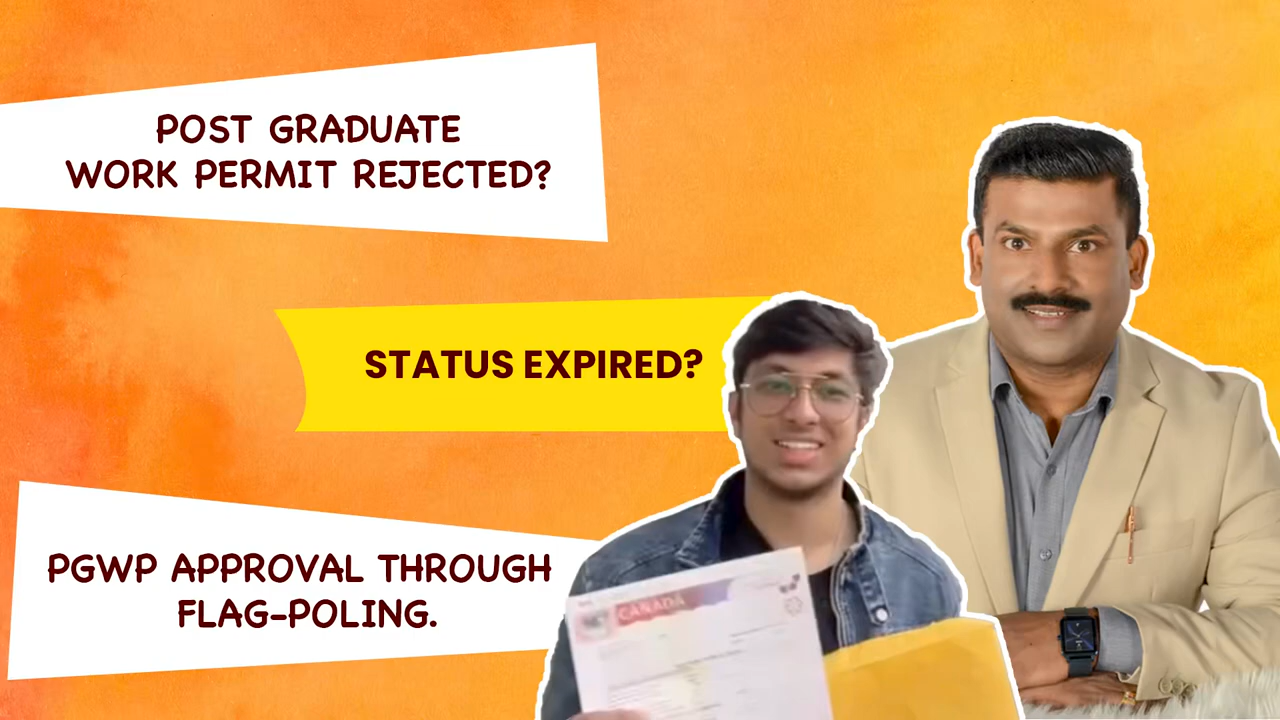 POST GRADUATE
WORK PERMIT REJECTED?
STATUS EXPIRED?
PGWP APPROVAL THROUGH
FLAG-POLING.
CANADA